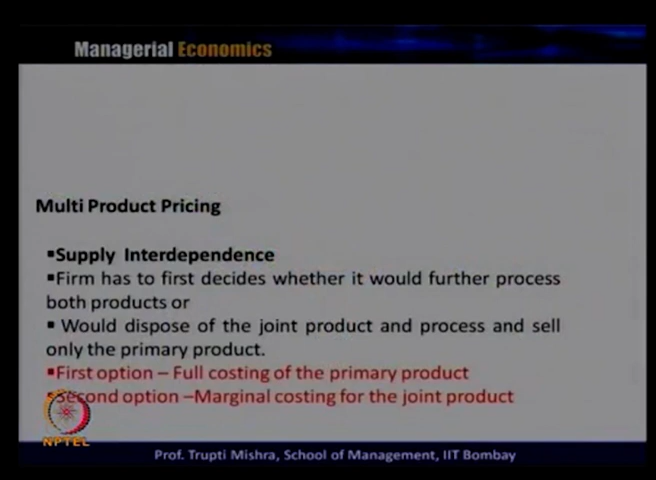 Managerial Economics
Multi Product Pricing
▪Supply Interdependence
▪Firm has to first decides whether it would further process
both products or
▪ Would dispose of the joint product and process and sell
only the primary product.
▪First option – Full costing of the primary product
▪Second option –Marginal costing for the joint product
NPTEL
Prof. Trupti Mishra, School of Management, IIT Bombay